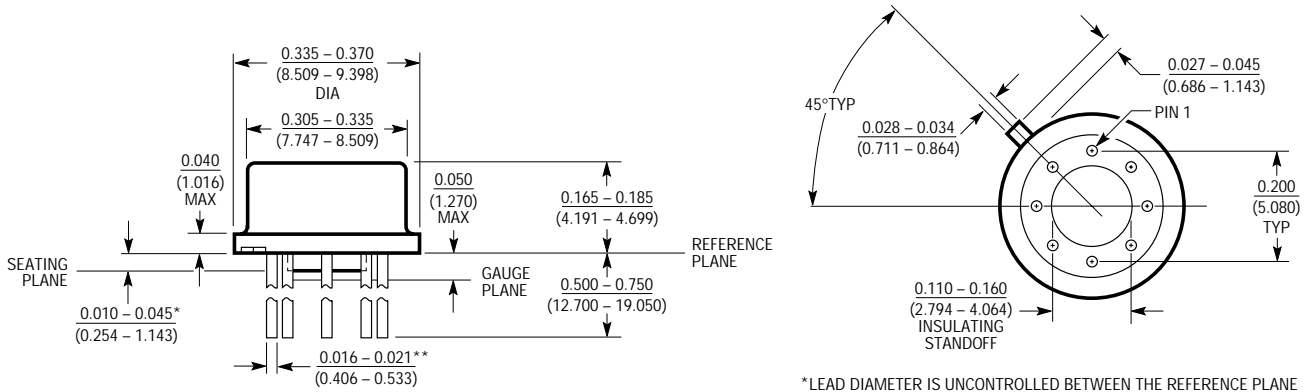 0.335 – 0.370
(8.509 – 9.398)
DIA
0.305 – 0.335
(7.747 – 8.509)
0.040
(1.016)
MAX
0.050
(1.270)
MAX
0.165 – 0.185
(4.191 – 4.699)
REFERENCE
PLANE
SEATING
PLANE
GAUGE
PLANE
0.500 – 0.750
(12.700 – 19.050)
0.010 – 0.045*
(0.254 – 1.143)
0.016 – 0.021**
(0.406 – 0.533)
45°TYP
0.027 – 0.045
(0.686 – 1.143)
PIN 1
0.028 – 0.034
(0.711 – 0.864)
0.200
(5.080)
TYP
0.110 – 0.160
(2.794 – 4.064)
INSULATING
STANDOFF
*LEAD DIAMETER IS UNCONTROLLED BETWEEN THE REFERENCE PLANE